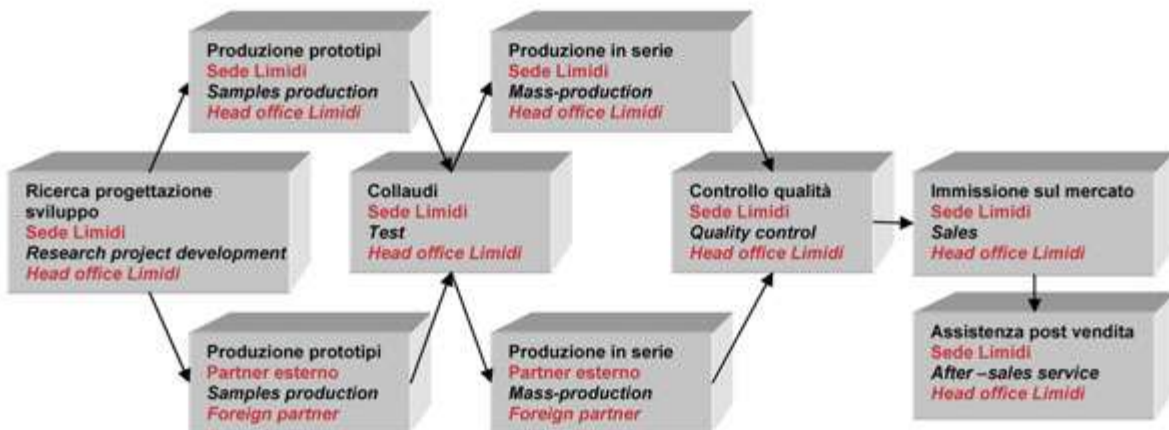 Produzione prototipi
Sede Limidi
Samples production
Head office Limidi
Produzione in serie
Sede Limidi
Mass-production
Head office Limidi
Ricerca progettazione
sviluppo
Sede Limidi
Research project development
Head office Limidi
Collaudi
Sede Limidi
Test
Head office Limidi
Controllo qualità
Sede Limidi
Quality control
Head office Limidi
Immissione sul mercato
Sede Limidi
Sales
Head office Limidi
Produzione prototipi
Partner esterno
Samples production
Foreign partner
Produzione in serie
Partner esterno
Mass-production
Foreign partner
Assistenza post vendita
Sede Limidi
After –sales service
Head office Limidi